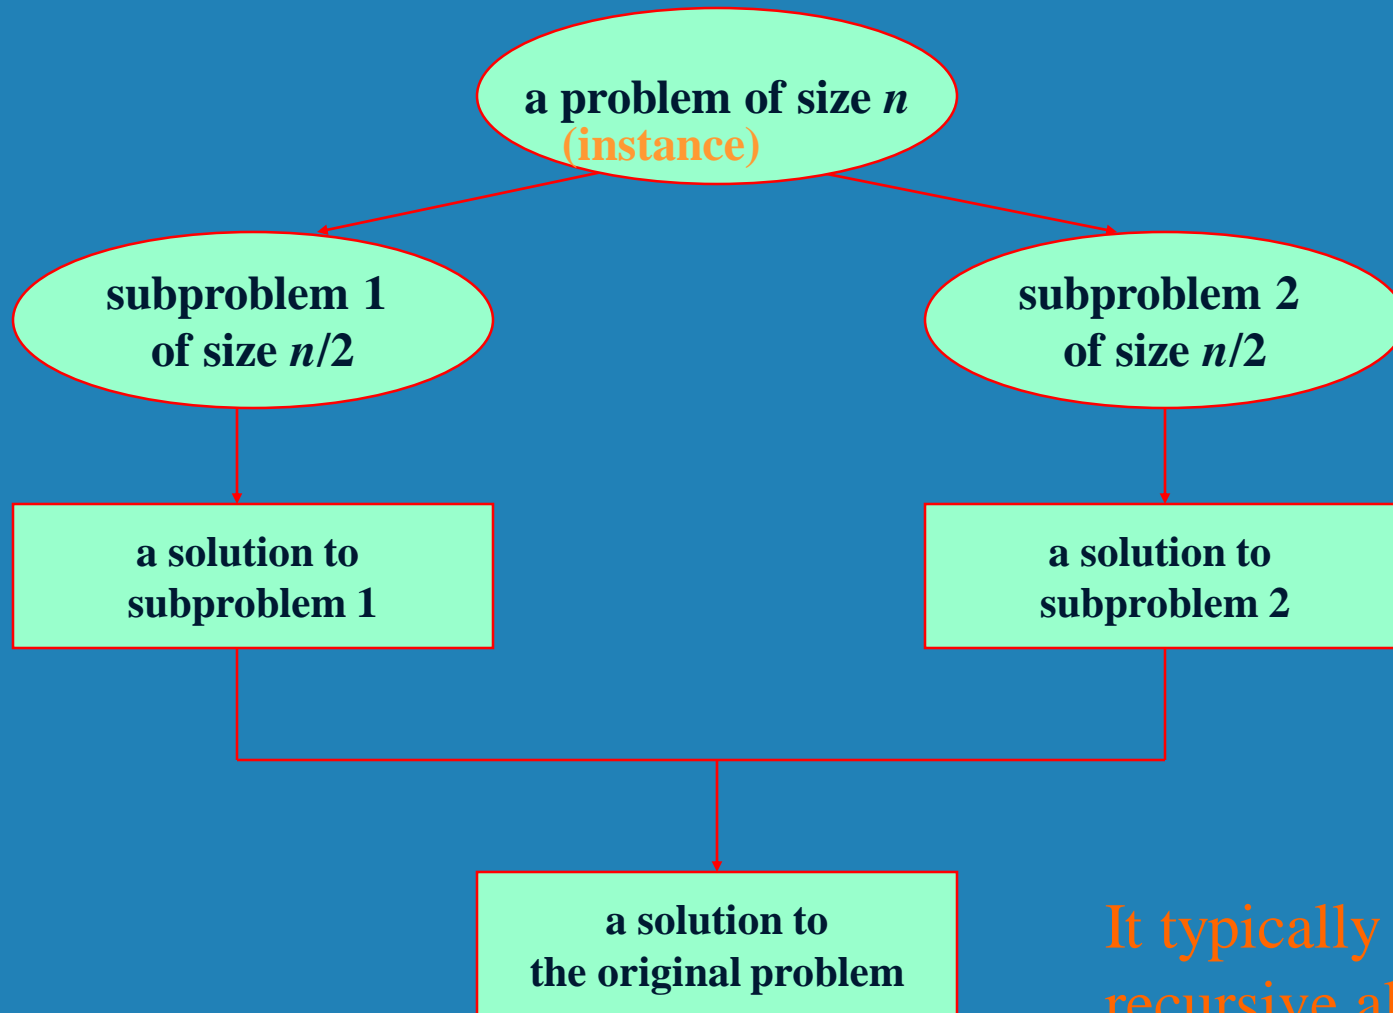 a problem of size n
(instance)
subproblem 1
of size n/2
subproblem 2
of size n/2
a solution to
subproblem 1
a solution to
subproblem 2
a solution to
the original problem
It typically
recursive